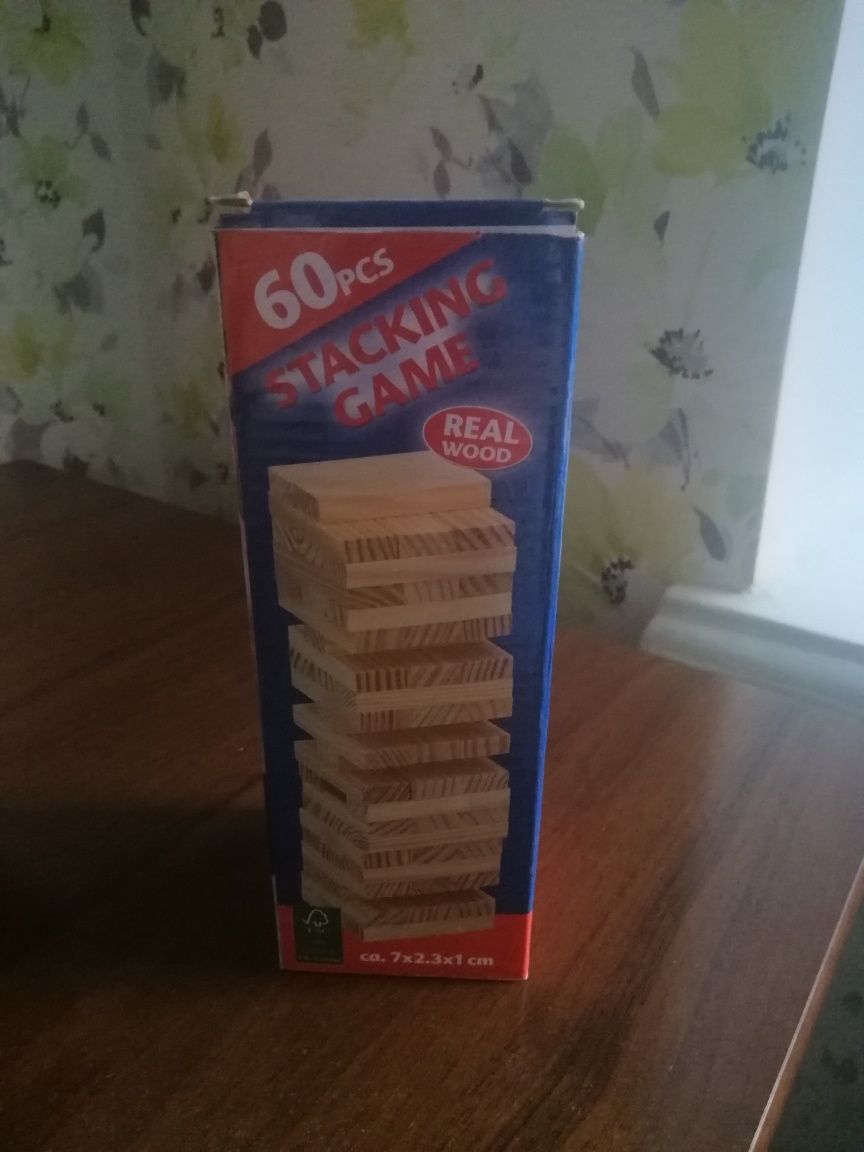 60PCS
STACKING
GAME
REAL
WOOD
ca. 7x2.3x1 cm